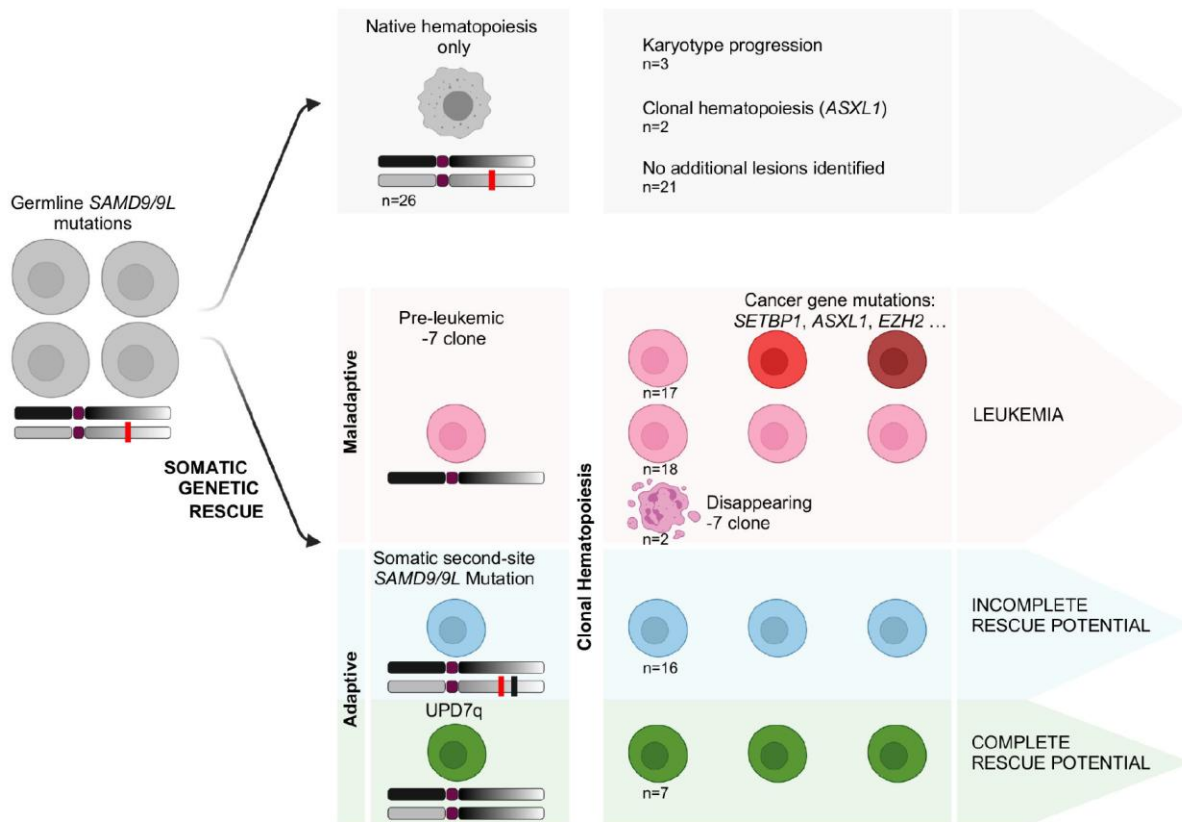 Native hematopoiesis
only
n=26
Karyotype progression
n=3
Clonal hematopoiesis (ASXL1)
n=2
No additional lesions identified
n=21
Germline SAMD9/9L
mutations
SOMATIC
GENETIC
RESCUE
Maladaptive
Pre-leukemic
-7 clone
Clonal Hematopoiesis
Cancer gene mutations:
SETBP1, ASXL1, EZH2 ...
n=17
n=18
Disappearing
-7 clone
n=2
LEUKEMIA
Adaptive
Somatic second-site
SAMD9/9L Mutation
n=16
INCOMPLETE
RESCUE POTENTIAL
UPD7q
n=7
COMPLETE
RESCUE POTENTIAL